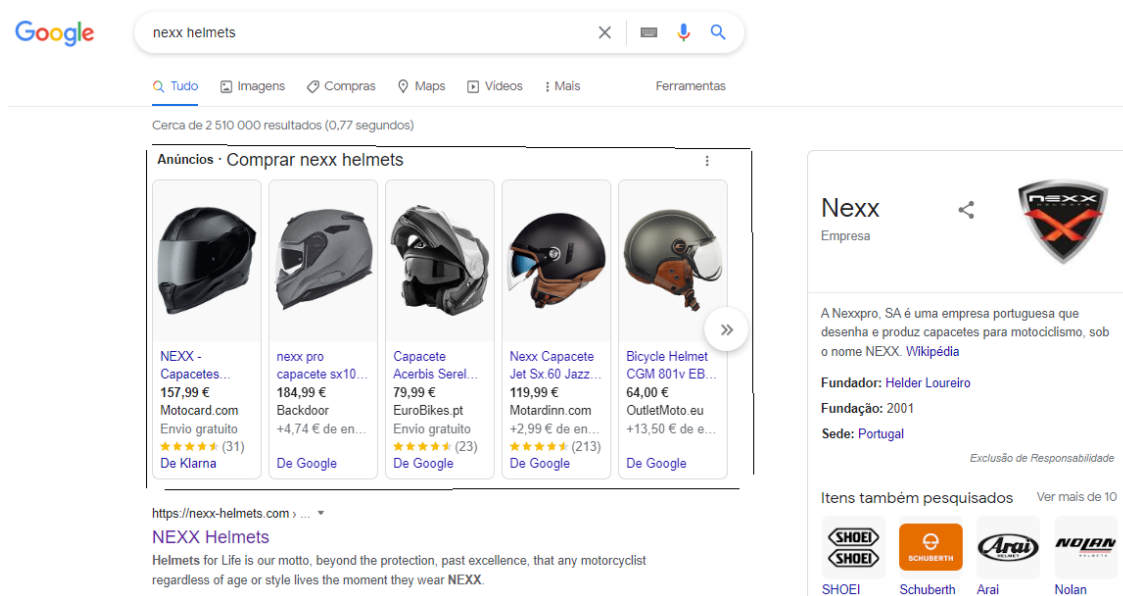 Google
nexx helmets
Tudo
Imagens
Compras
Maps
Vídeos
Mais
Ferramentas
Cerca de 2 510 000 resultados (0,77 segundos)
Anúncios · Comprar nexx helmets
NEXX -
Capacetes...
157,99 €
Motocard.com
Envio gratuito
(31)
De Klarna
nexx pro
capacete sx10...
184,99 €
Backdoor
+4,74 € de en...
De Google
Capacete
Acerbis Serel...
79,99 €
EuroBikes.pt
Envio gratuito
(23)
De Google
Nexx Capacete
Jet Sx.60 Jazz...
119,99 €
Motardinn.com
+2,99 € de en...
(213)
De Google
Bicycle Helmet
CGM 801v EB...
64,00 €
OutletMoto.eu
+13,50 € de e...
De Google
https://nexx-helmets.com › ...
NEXX Helmets
Helmets for Life is our motto, beyond the protection, past excellence, that any motorcyclist
regardless of age or style lives the moment they wear NEXX.
Nexx
Empresa
NEXX
HELMETS
A Nexxpro, SA é uma empresa portuguesa que
desenha e produz capacetes para motociclismo, sob
o nome NEXX. Wikipédia
Fundador: Helder Loureiro
Fundação: 2001
Sede: Portugal
Exclusão de Responsabilidade
Itens também pesquisados
Ver mais de 10
SHOEI
SHOEI
SHOEI
SCHUBERTH
Schuberth
Arai
HELMET
Arai
NOLAN
HELMETS
Nolan